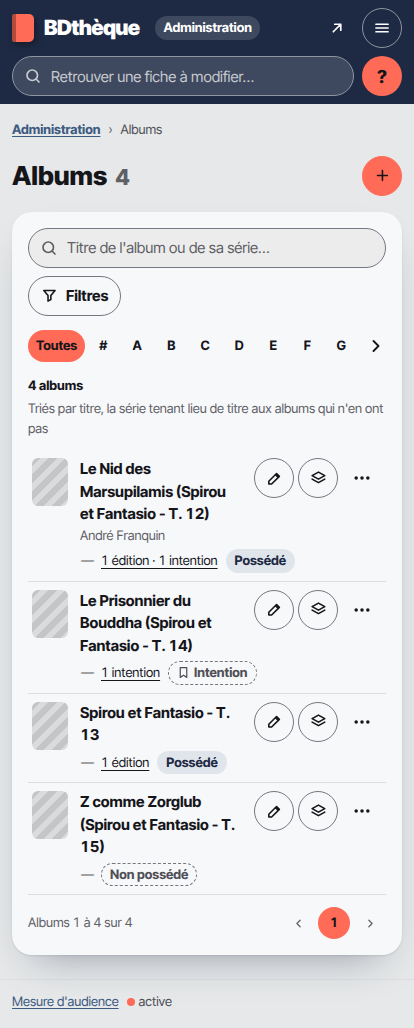 BDthèque Administration
Retrouver une fiche à modifier... ?
Administration › Albums
Albums 4 +
Titre de l'album ou de sa série...
Filtres
Toutes # A B C D E F G
4 albums
Triés par titre, la série tenant lieu de titre aux albums qui n'en ont
pas
Le Nid des
Marsupilamis (Spirou
et Fantasio - T. 12)
André Franquin
— 1 édition · 1 intention Possédé
Le Prisonnier du
Bouddha (Spirou et
Fantasio - T. 14)
— 1 intention Intention
Spirou et Fantasio - T.
13
— 1 édition Possédé
Z comme Zorglub
(Spirou et Fantasio - T.
15)
— Non possédé
Albums 1 à 4 sur 4 ‹ 1 ›
Mesure d'audience active